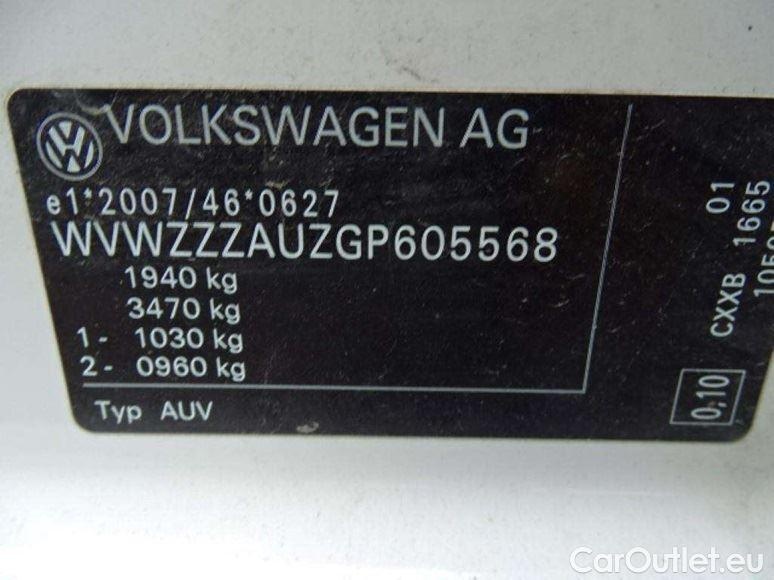 VOLKSWAGEN AG
e1*2007/46*0627
WVWZZZAUZGP605568
1940 kg
3470 kg
1- 1030 kg
2- 0960 kg
Typ AUV
01
CXXB 1665
0,10
CarOutlet.eu